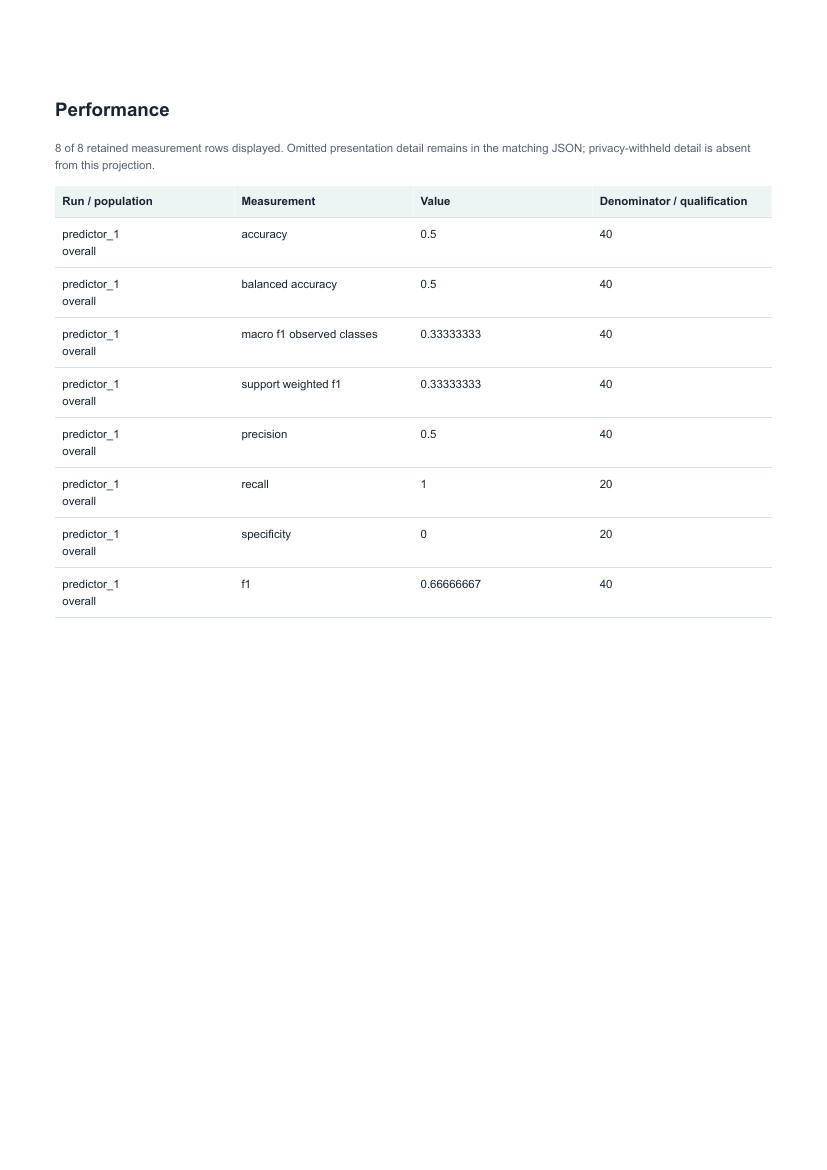 Performance
8 of 8 retained measurement rows displayed. Omitted presentation detail remains in the matching JSON; privacy-withheld detail is absent
from this projection.
Run / population Measurement Value Denominator / qualification
predictor_1 accuracy 0.5 40
overall
predictor_1 balanced accuracy 0.5 40
overall
predictor_1 macro f1 observed classes 0.33333333 40
overall
predictor_1 support weighted f1 0.33333333 40
overall
predictor_1 precision 0.5 40
overall
predictor_1 recall 1 20
overall
predictor_1 specificity 0 20
overall
predictor_1 f1 0.66666667 40
overall